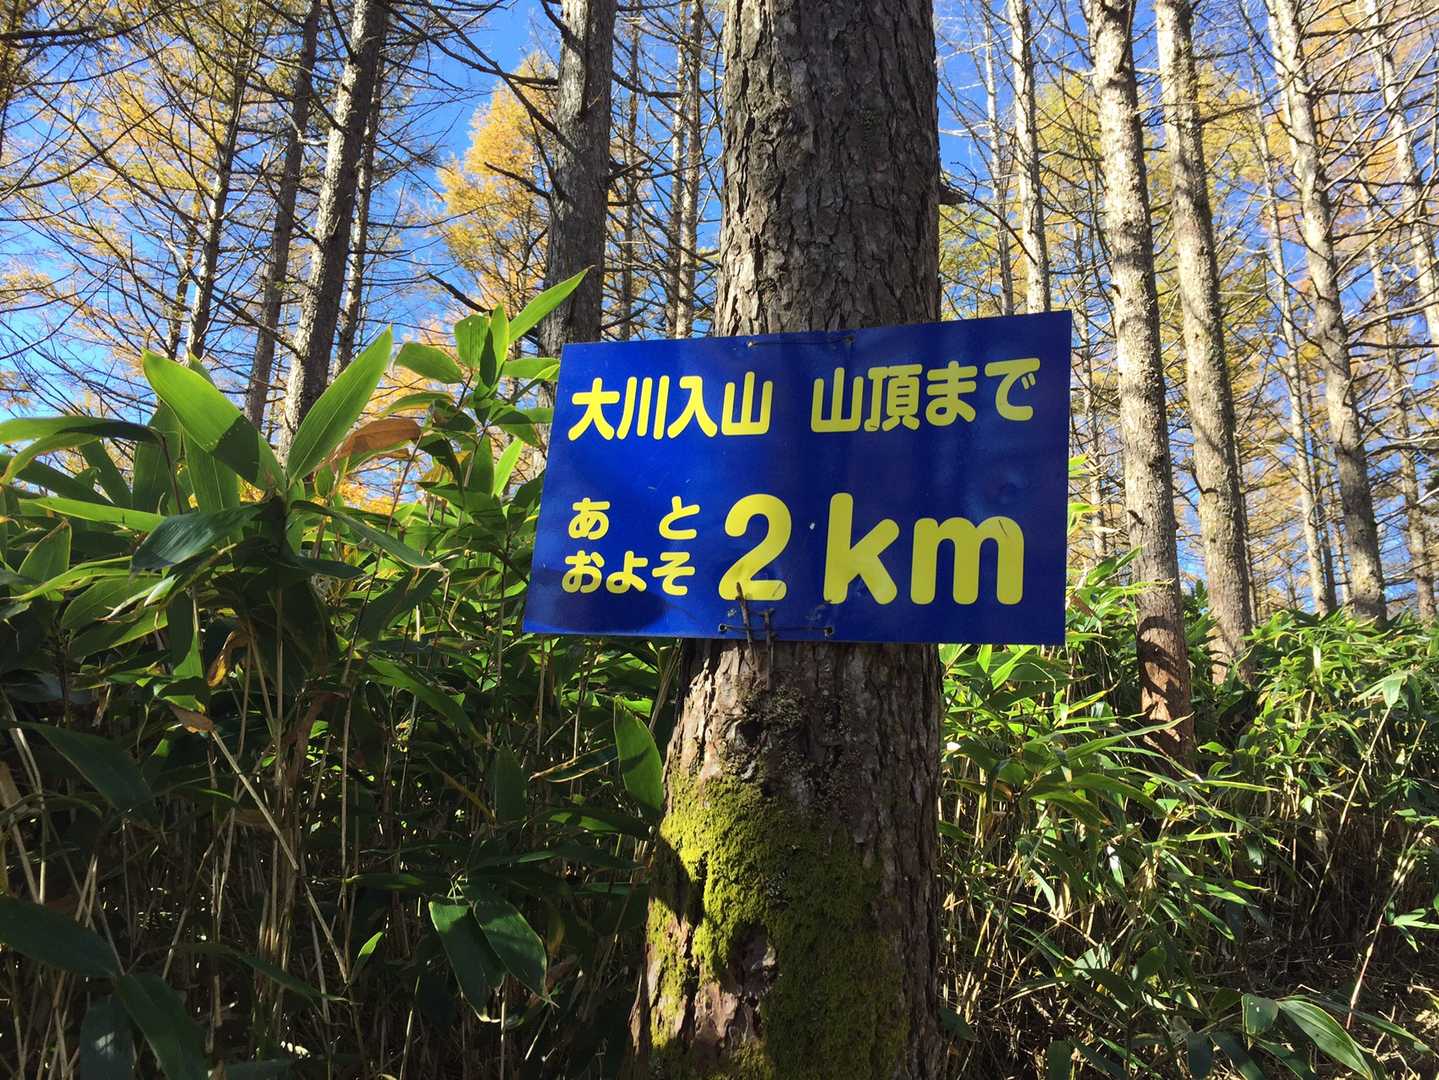 大川入山 山頂まで
あと
およそ 2km